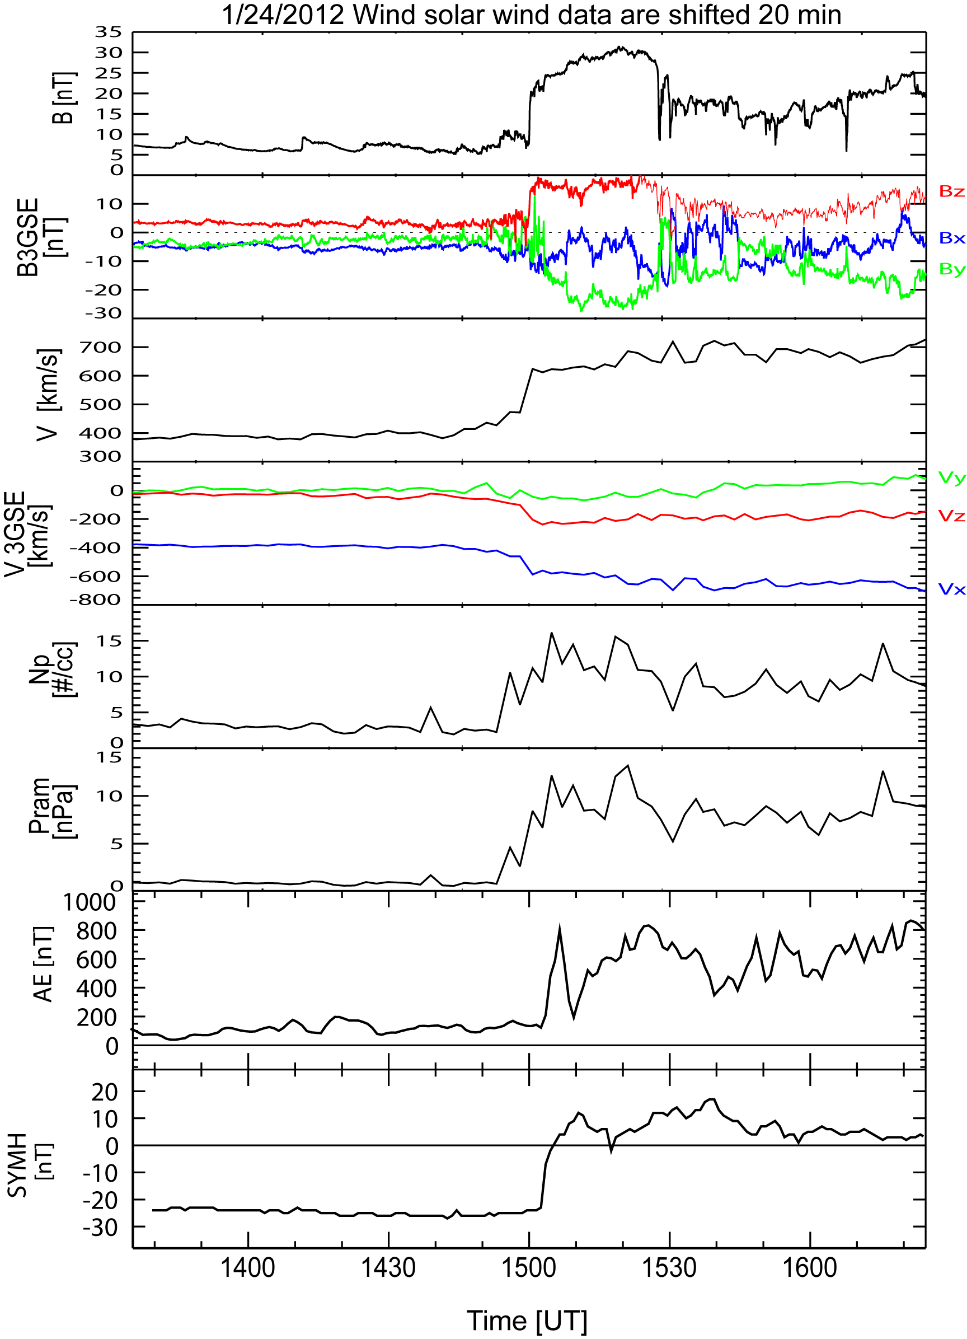 1/24/2012 Wind solar wind data are shifted 20 min
35
30
25
20
15
10
5
0
B [nT]
10
0
-10
-20
-30
B3GSE
[nT]
Bz
Bx
By
700
600
500
400
300
V [km/s]
0
-200
-400
-600
-800
V 3GSE
[km/s]
Vy
Vz
Vx
15
10
5
0
Np
[#/cc]
15
10
5
0
Pram
[nPa]
1000
800
600
400
200
0
AE [nT]
20
10
0
-10
-20
-30
SYMH
[nT]
1400 1430 1500 1530 1600
Time [UT]